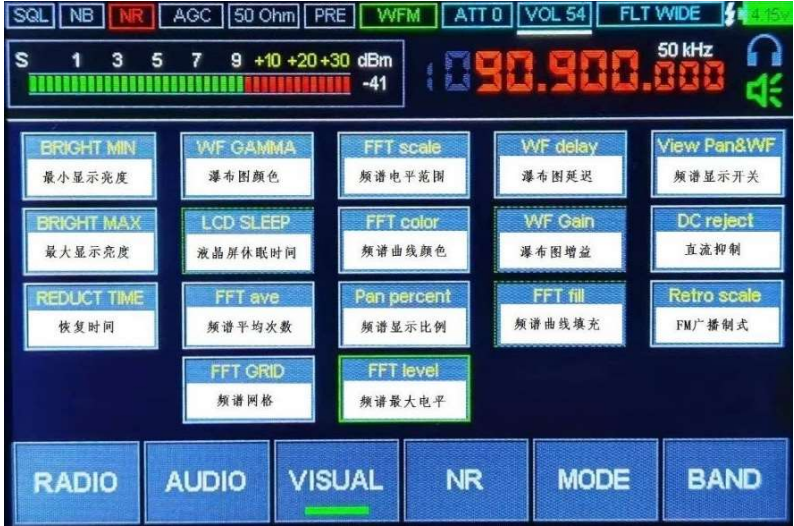 SQL NB NR AGC 50 Ohm PRE WFM ATT 0 VOL 54 FLT WIDE 4.15v
S 1 3 5 7 9 +10 +20 +30 dBm
-41
90.900.000
50 kHz
BRIGHT MIN
最小显示亮度
WF GAMMA
瀑布图颜色
FFT scale
频谱电平范围
WF delay
瀑布图延迟
View Pan&WF
频谱显示开关
BRIGHT MAX
最大显示亮度
LCD SLEEP
液晶屏休眠时间
FFT color
频谱曲线颜色
WF Gain
瀑布图增益
DC reject
直流抑制
REDUCT TIME
恢复时间
FFT ave
频谱平均次数
Pan percent
频谱显示比例
FFT fill
频谱曲线填充
Retro scale
FM广播制式
FFT GRID
频谱网格
FFT level
频谱最大电平
RADIO AUDIO VISUAL NR MODE BAND